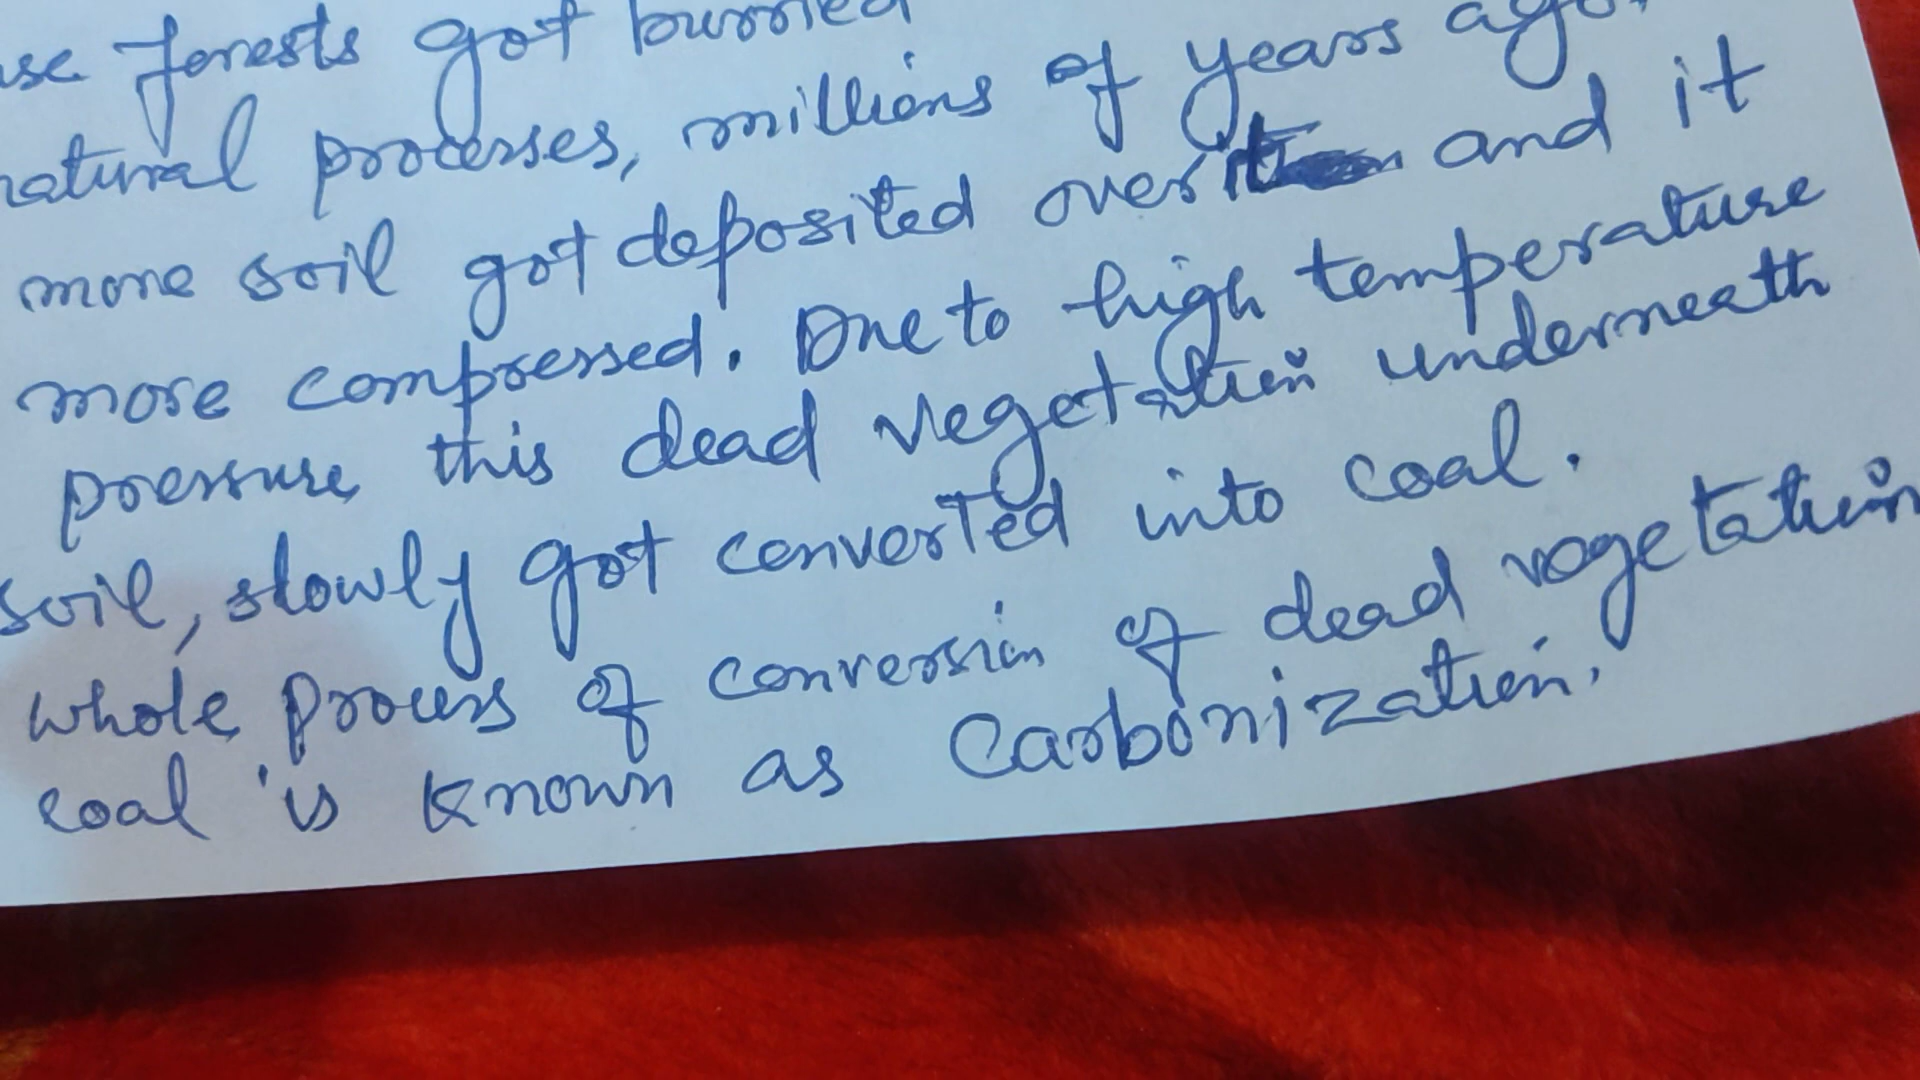 forests got burried
natural processes, millions of years ago.
more soil got deposited over it and it
more compressed. Due to high temperature
pressure this dead vegetation underneath
soil, slowly got converted into coal.
whole process of conversion of dead vegetation
coal is known as Carbonization.